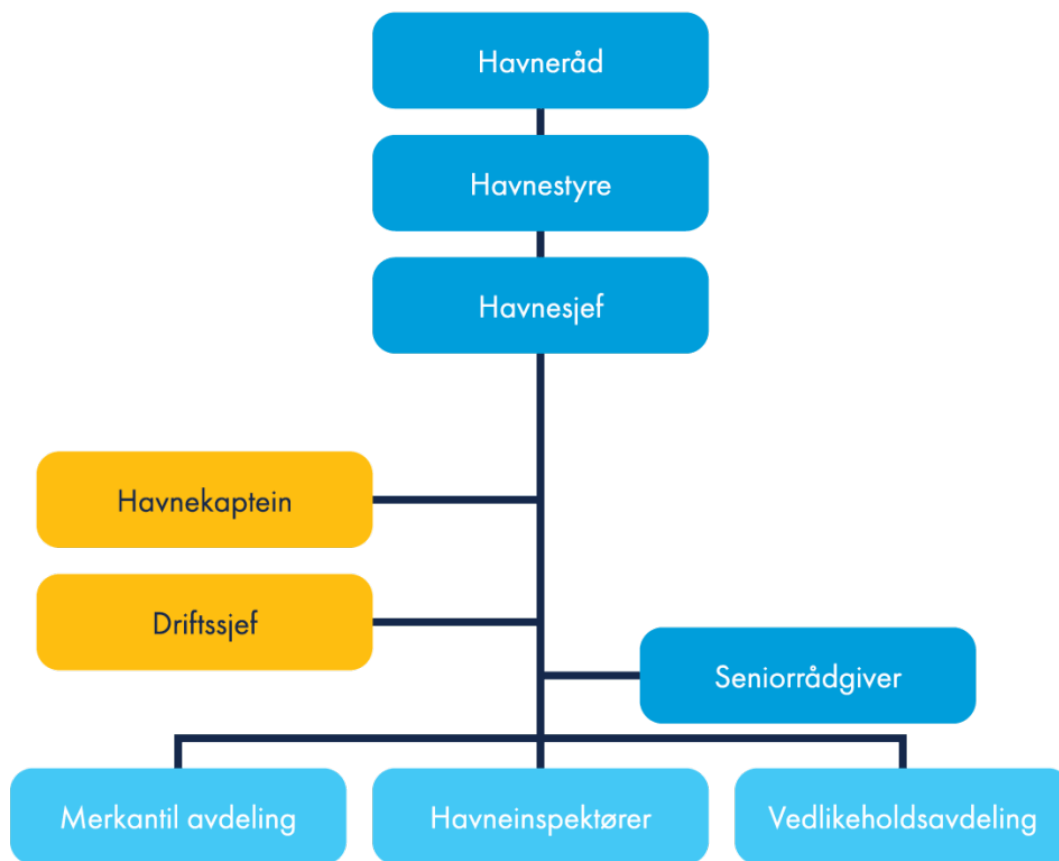 Havneråd
Havnestyre
Havnesjef
Havnekaptein
Driftssjef
Seniorrådgiver
Merkantil avdeling
Havneinspektører
Vedlikeholdsavdeling